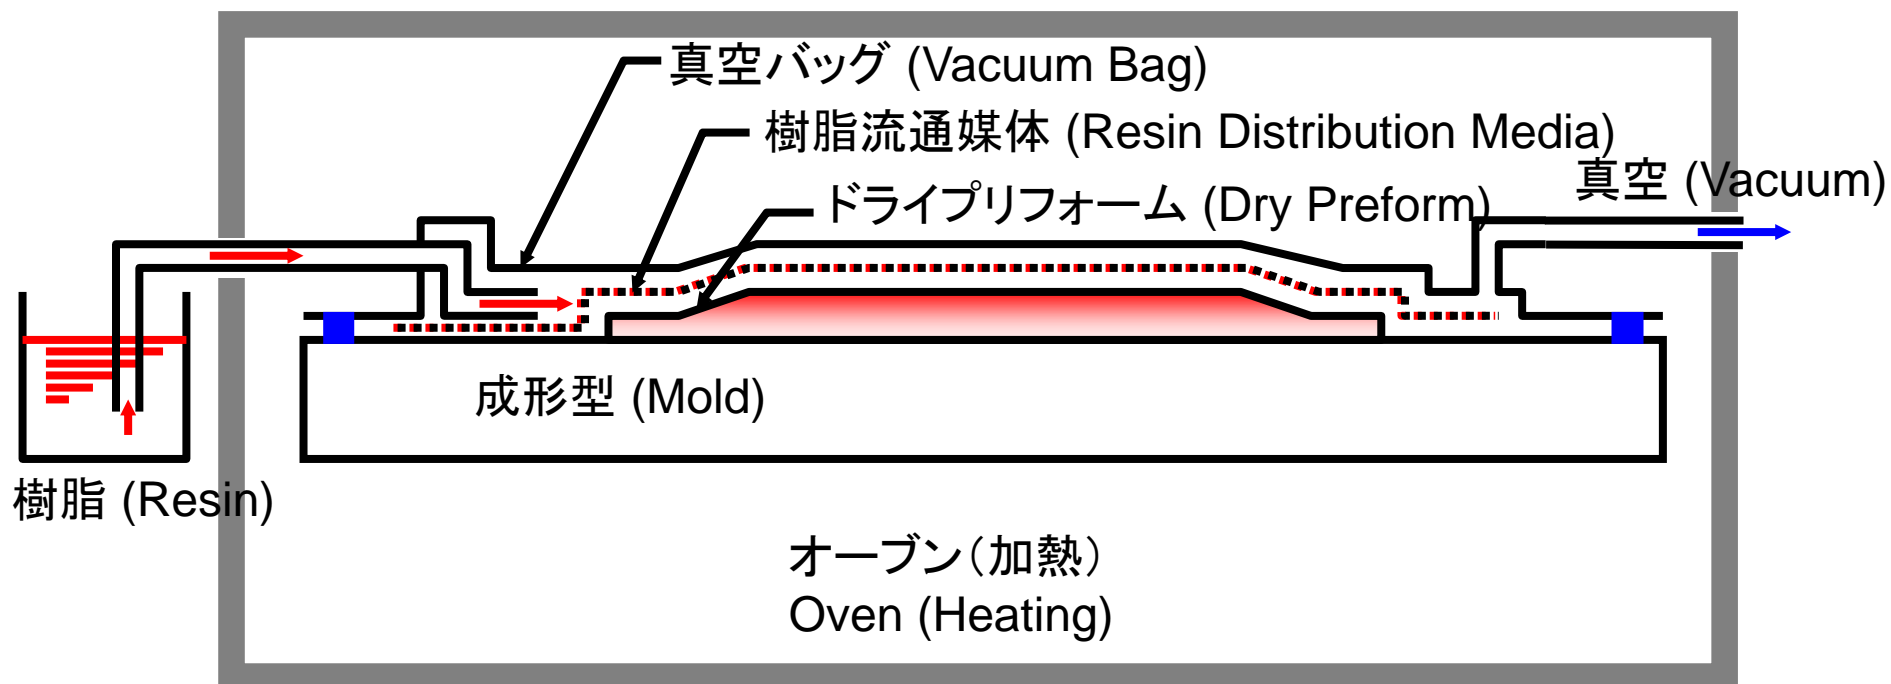 真空バッグ (Vacuum Bag)
樹脂流通媒体 (Resin Distribution Media)
真空 (Vacuum)
ドライプリフォーム (Dry Preform)
成形型 (Mold)
樹脂 (Resin)
オーブン（加熱）
Oven (Heating)